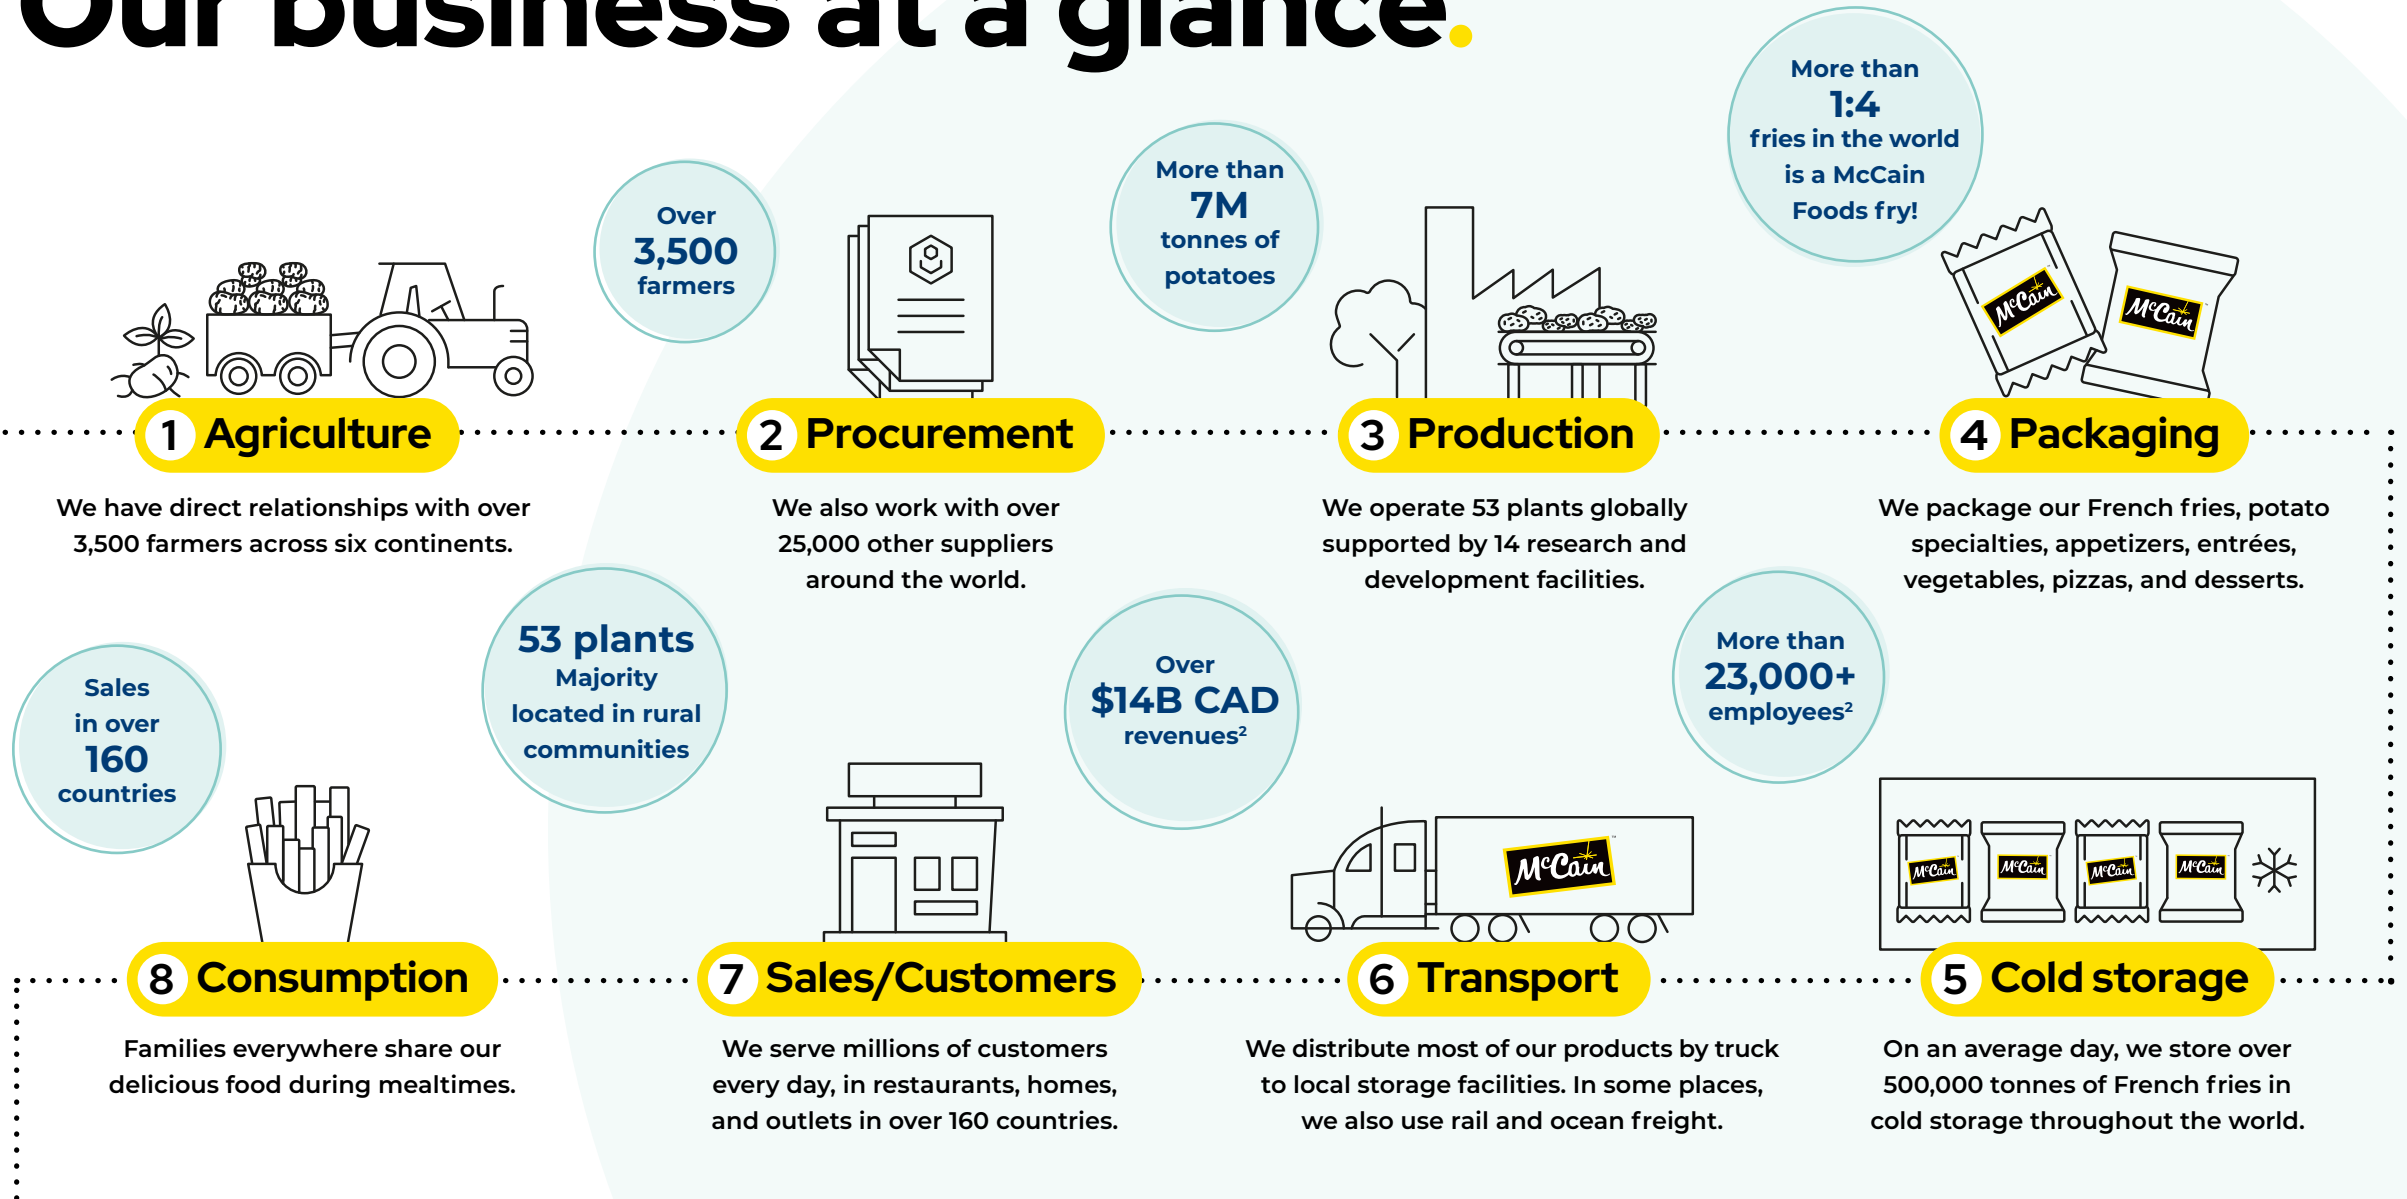 Our business at a glance.
More than
1:4
fries in the world
is a McCain
Foods fry!
Over
3,500
farmers
More than
7M
tonnes of
potatoes
McCain
McCain
1 Agriculture
We have direct relationships with over
3,500 farmers across six continents.
2 Procurement
We also work with over
25,000 other suppliers
around the world.
3 Production
We operate 53 plants globally
supported by 14 research and
development facilities.
4 Packaging
We package our French fries, potato
specialties, appetizers, entrées,
vegetables, pizzas, and desserts.
Sales
in over
160
countries
53 plants
Majority
located in rural
communities
Over
$14B CAD
revenues²
More than
23,000+
employees²
McCain
McCain
McCain
McCain
McCain
8 Consumption
Families everywhere share our
delicious food during mealtimes.
7 Sales/Customers
We serve millions of customers
every day, in restaurants, homes,
and outlets in over 160 countries.
6 Transport
We distribute most of our products by truck
to local storage facilities. In some places,
we also use rail and ocean freight.
5 Cold storage
On an average day, we store over
500,000 tonnes of French fries in
cold storage throughout the world.